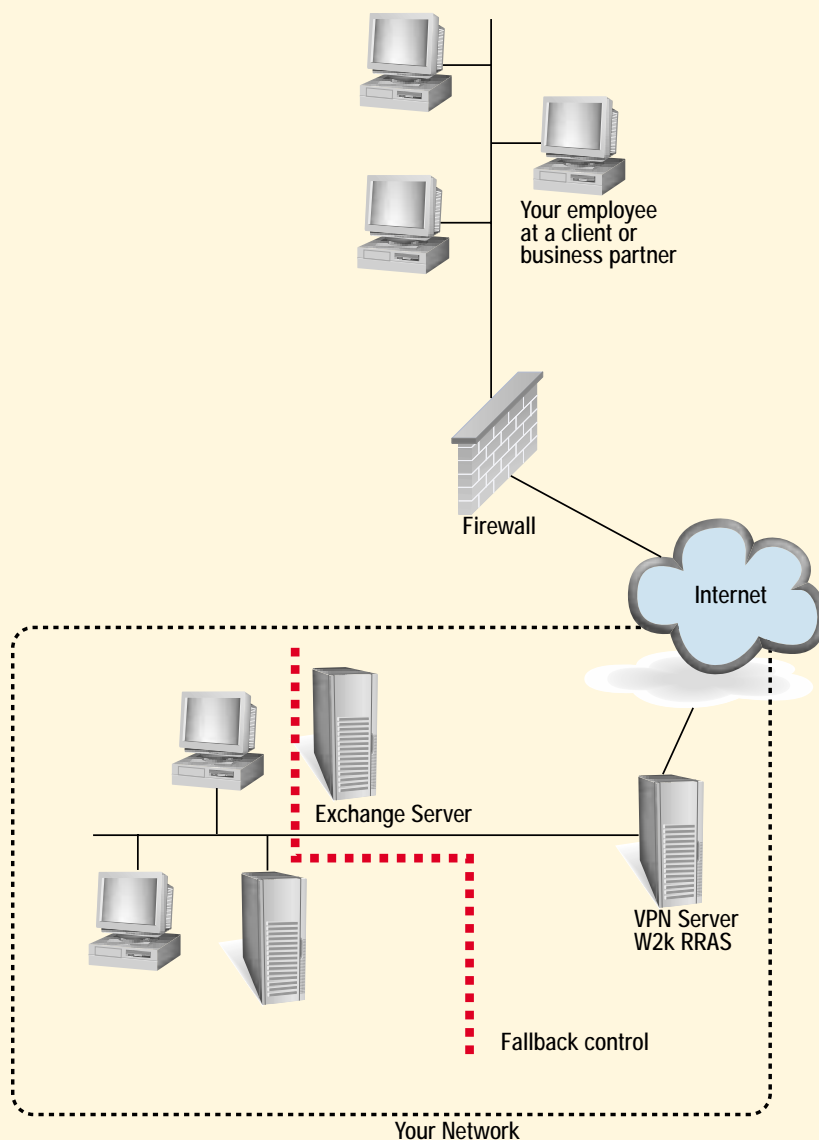 Your employee
at a client or
business partner
Firewall
Internet
Exchange Server
VPN Server
W2k RRAS
Fallback control
Your Network